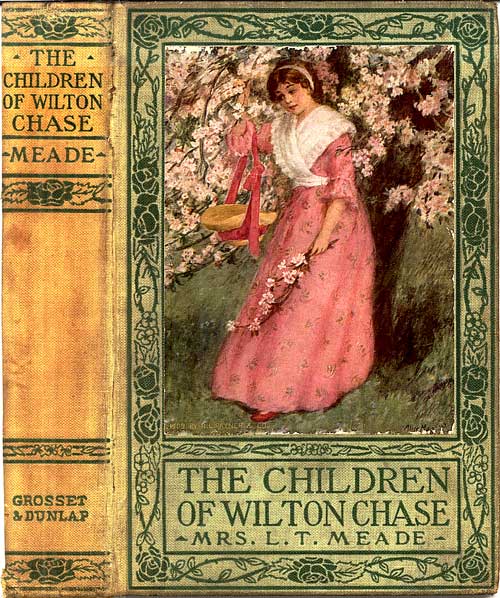 THE
CHILDREN
OF WILTON
CHASE
MEADE
GROSSET
& DUNLAP
THE CHILDREN
OF WILTON CHASE
MRS. L. T. MEADE